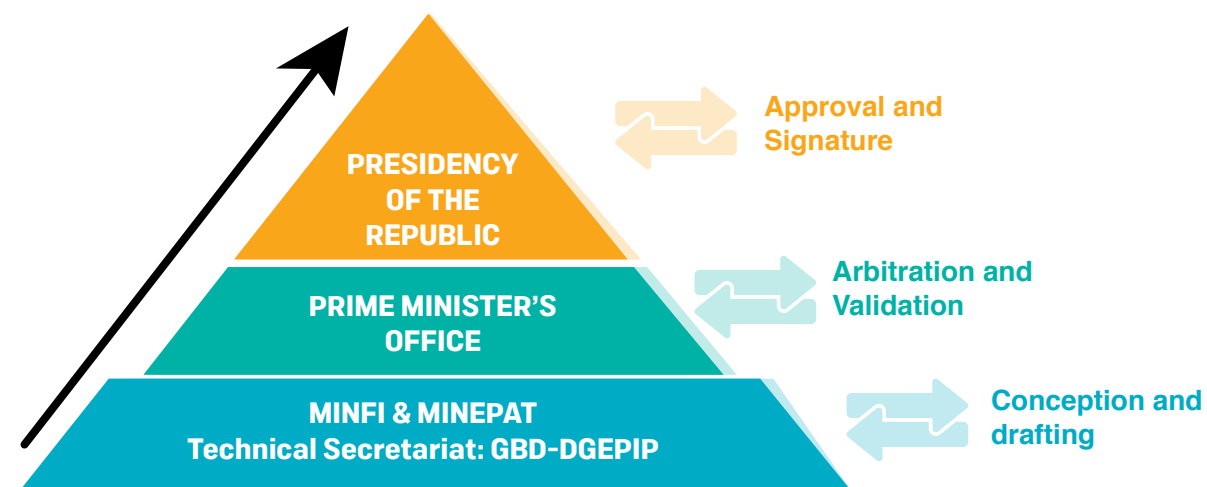 PRESIDENCY
OF THE
REPUBLIC
Approval and
Signature
PRIME MINISTER'S
OFFICE
Arbitration and
Validation
MINFI & MINEPAT
Technical Secretariat: GBD-DGEPIP
Conception and
drafting